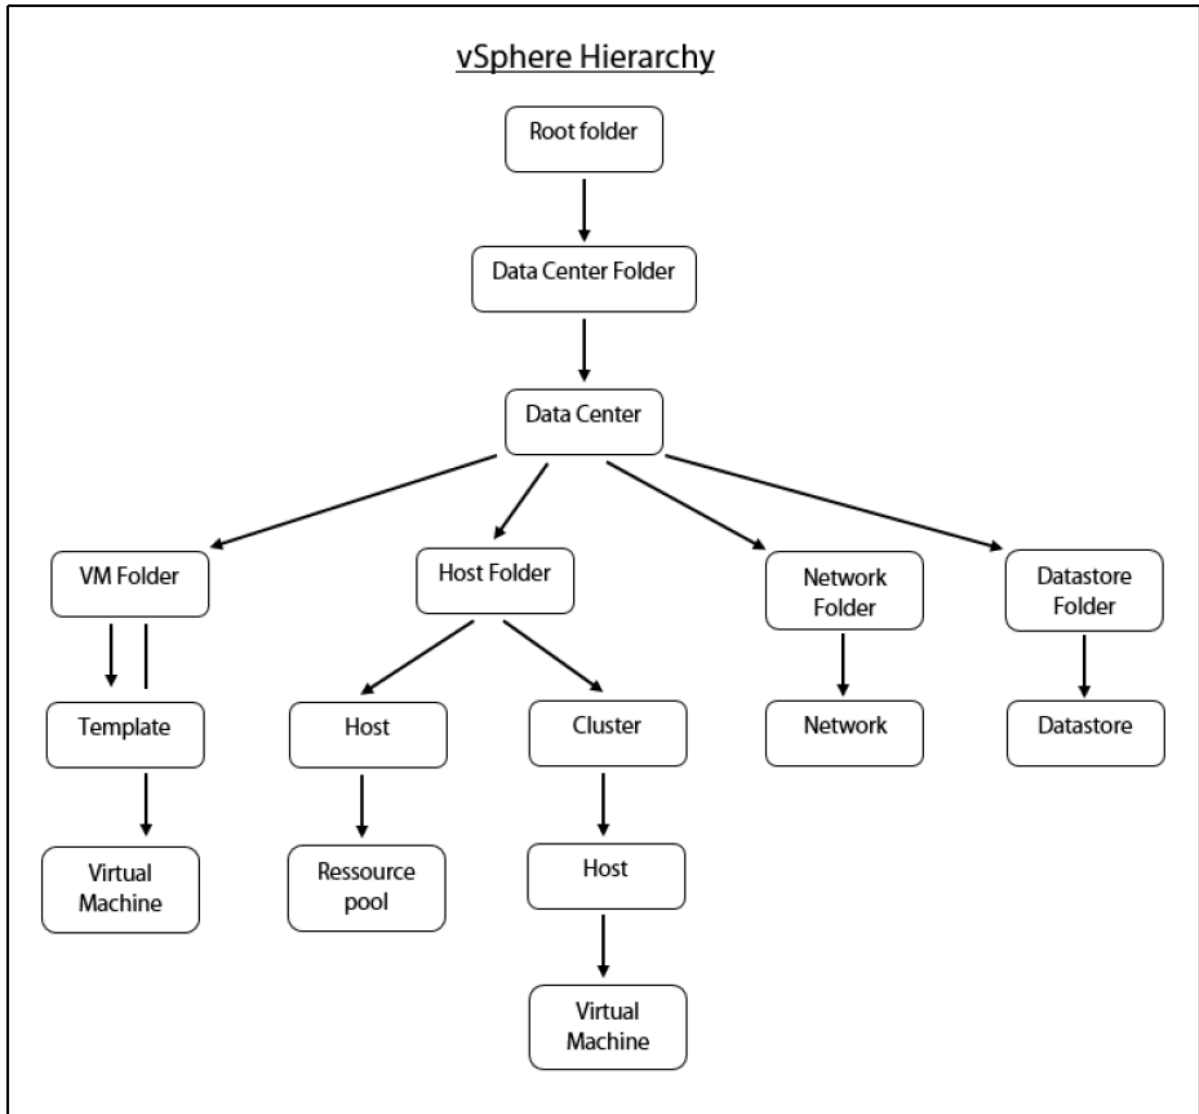 vSphere Hierarchy
Root folder
Data Center Folder
Data Center
VM Folder
Host Folder
Network
Folder
Datastore
Folder
Template
Host
Cluster
Network
Datastore
Virtual
Machine
Ressource
pool
Host
Virtual
Machine